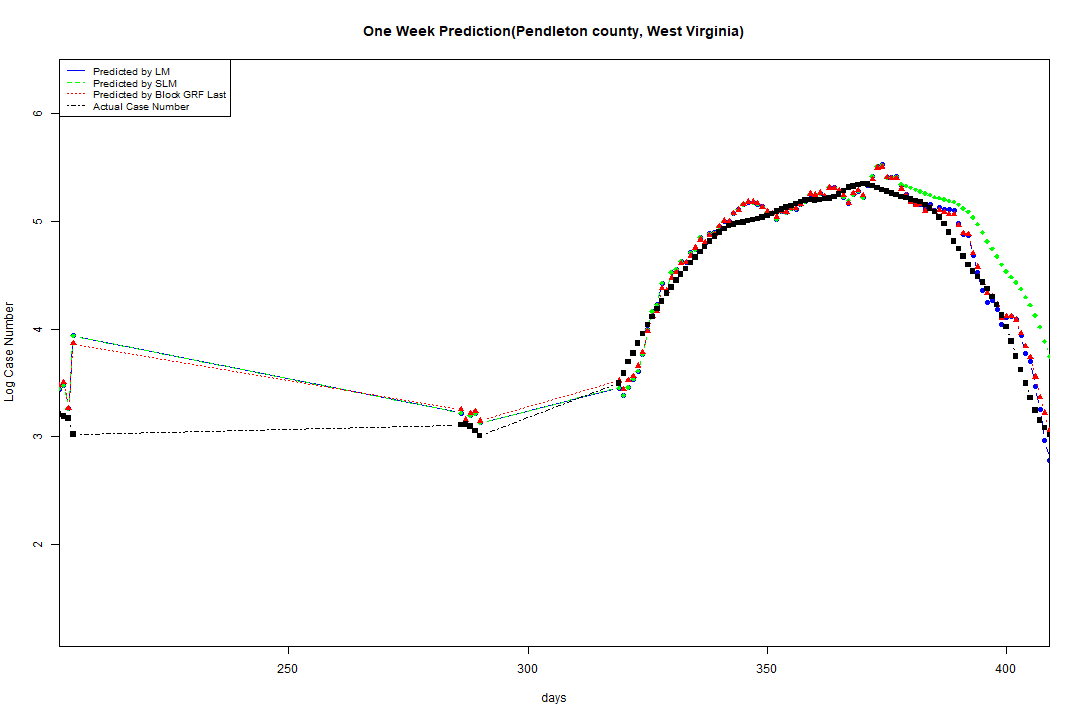 One Week Prediction(Pendleton county, West Virginia)
Predicted by LM
Predicted by SLM
Predicted by Block GRF Last
Actual Case Number
6
5
4
3
2
Log Case Number
250 300 350 400
days